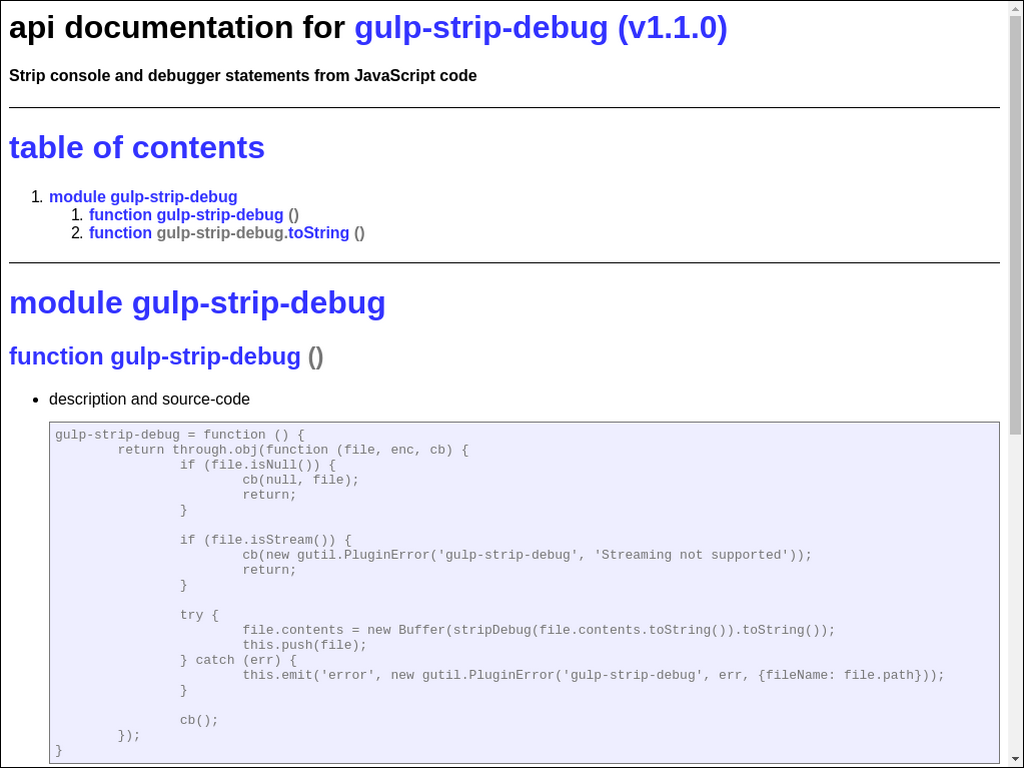 api documentation for gulp-strip-debug (v1.1.0)
Strip console and debugger statements from JavaScript code
table of contents
1. module gulp-strip-debug
1. function gulp-strip-debug ()
2. function gulp-strip-debug.toString ()
module gulp-strip-debug
function gulp-strip-debug ()
• description and source-code
gulp-strip-debug = function () {
        return through.obj(function (file, enc, cb) {
                if (file.isNull()) {
                        cb(null, file);
                        return;
                }

                if (file.isStream()) {
                        cb(new gutil.PluginError('gulp-strip-debug', 'Streaming not supported'));
                        return;
                }

                try {
                        file.contents = new Buffer(stripDebug(file.contents.toString()).toString());
                        this.push(file);
                } catch (err) {
                        this.emit('error', new gutil.PluginError('gulp-strip-debug', err, {fileName: file.path}));
                }

                cb();
        });
}